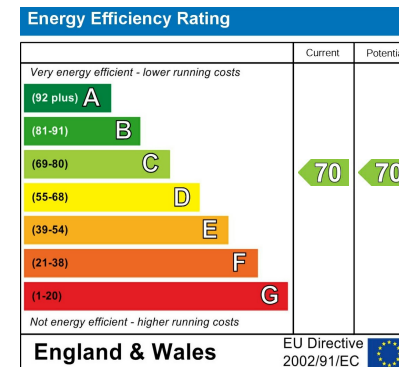 Energy Efficiency Rating
Current Potentia
Very energy efficient - lower running costs
(92 plus) A
(81-91) B
(69-80) C
70 70
(55-68) D
(39-54) E
(21-38) F
(1-20) G
Not energy efficient - higher running costs
England & Wales
EU Directive
2002/91/EC